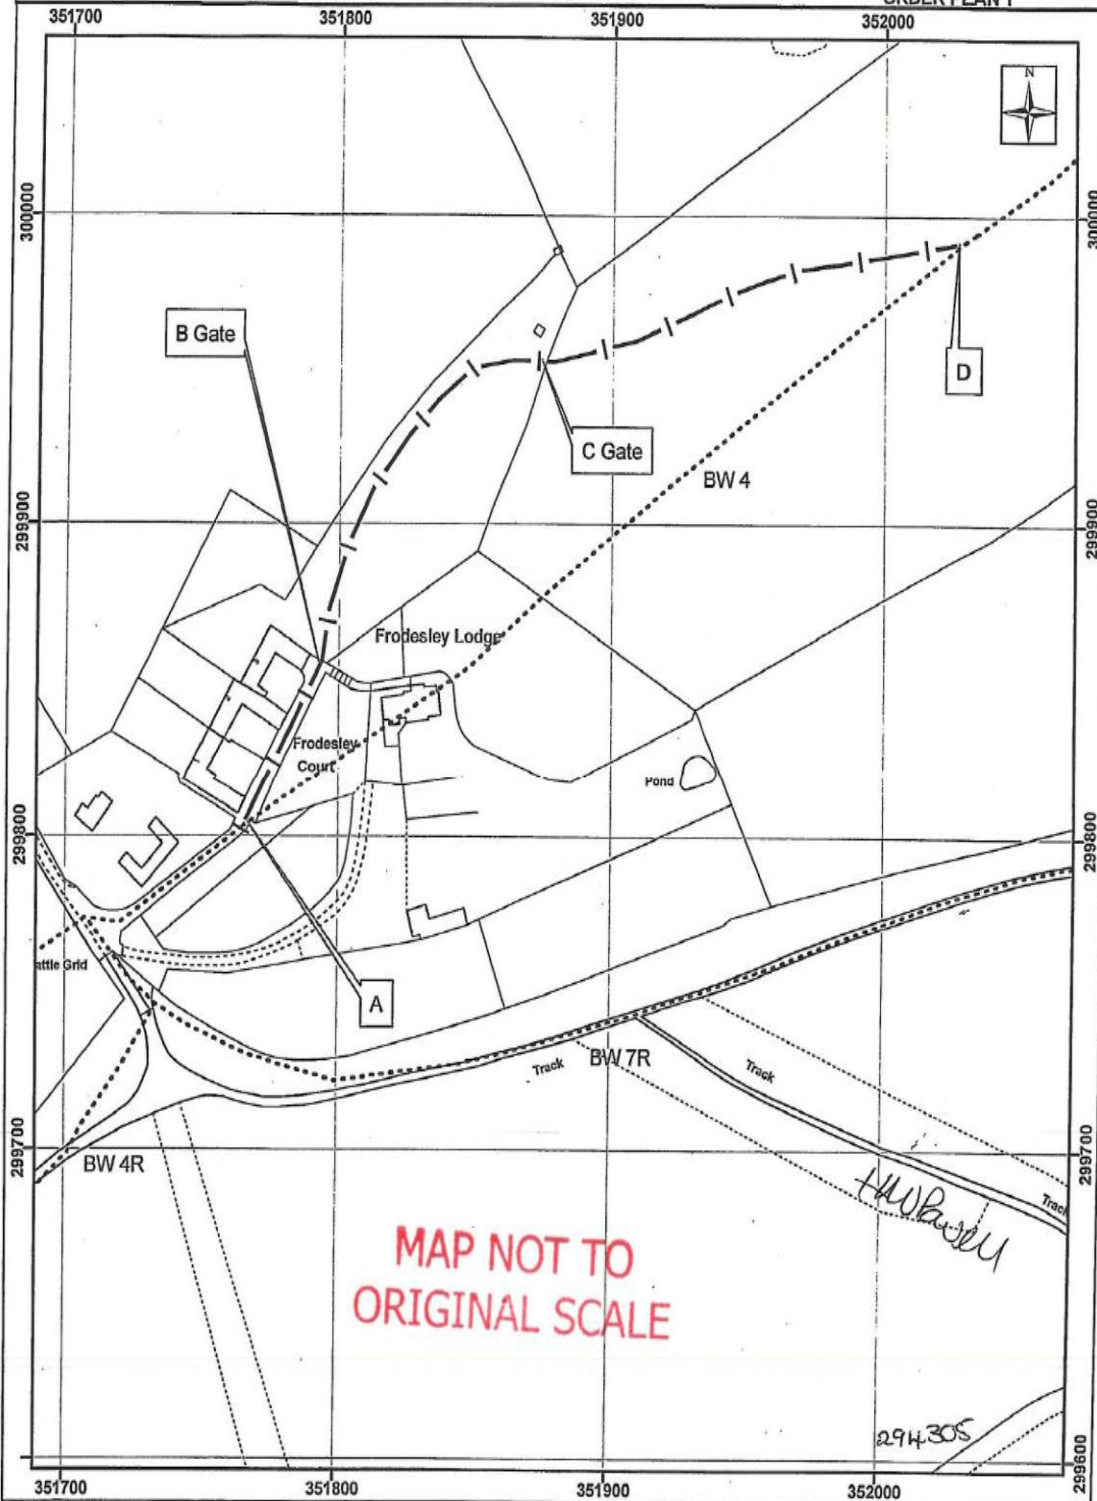 351700 351800 351900 352000
N
300000 300000
B Gate
D
C Gate
BW 4
299900 299900
Frodesley Lodge
Frodesley
Court
Pond
299800 299800
attle Grid
A
BW 7R
Track
Track
299700 299700
BW 4R
Track
MAP NOT TO
ORIGINAL SCALE
294305
299600
351700 351800 351900 352000